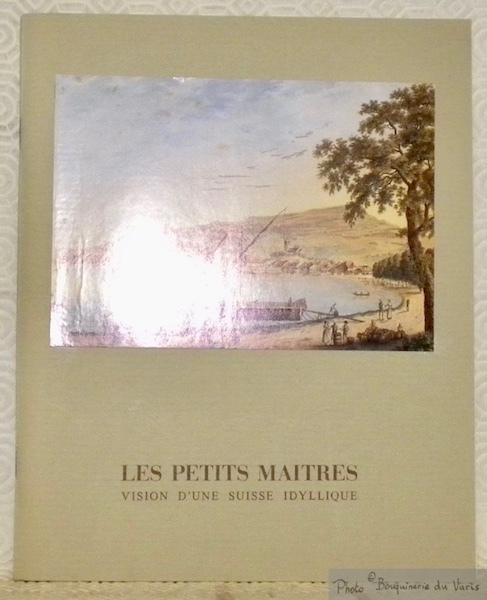 LES PETITS MAITRES
VISION D'UNE SUISSE IDYLLIQUE
Photo © Bouquinerie du Varis